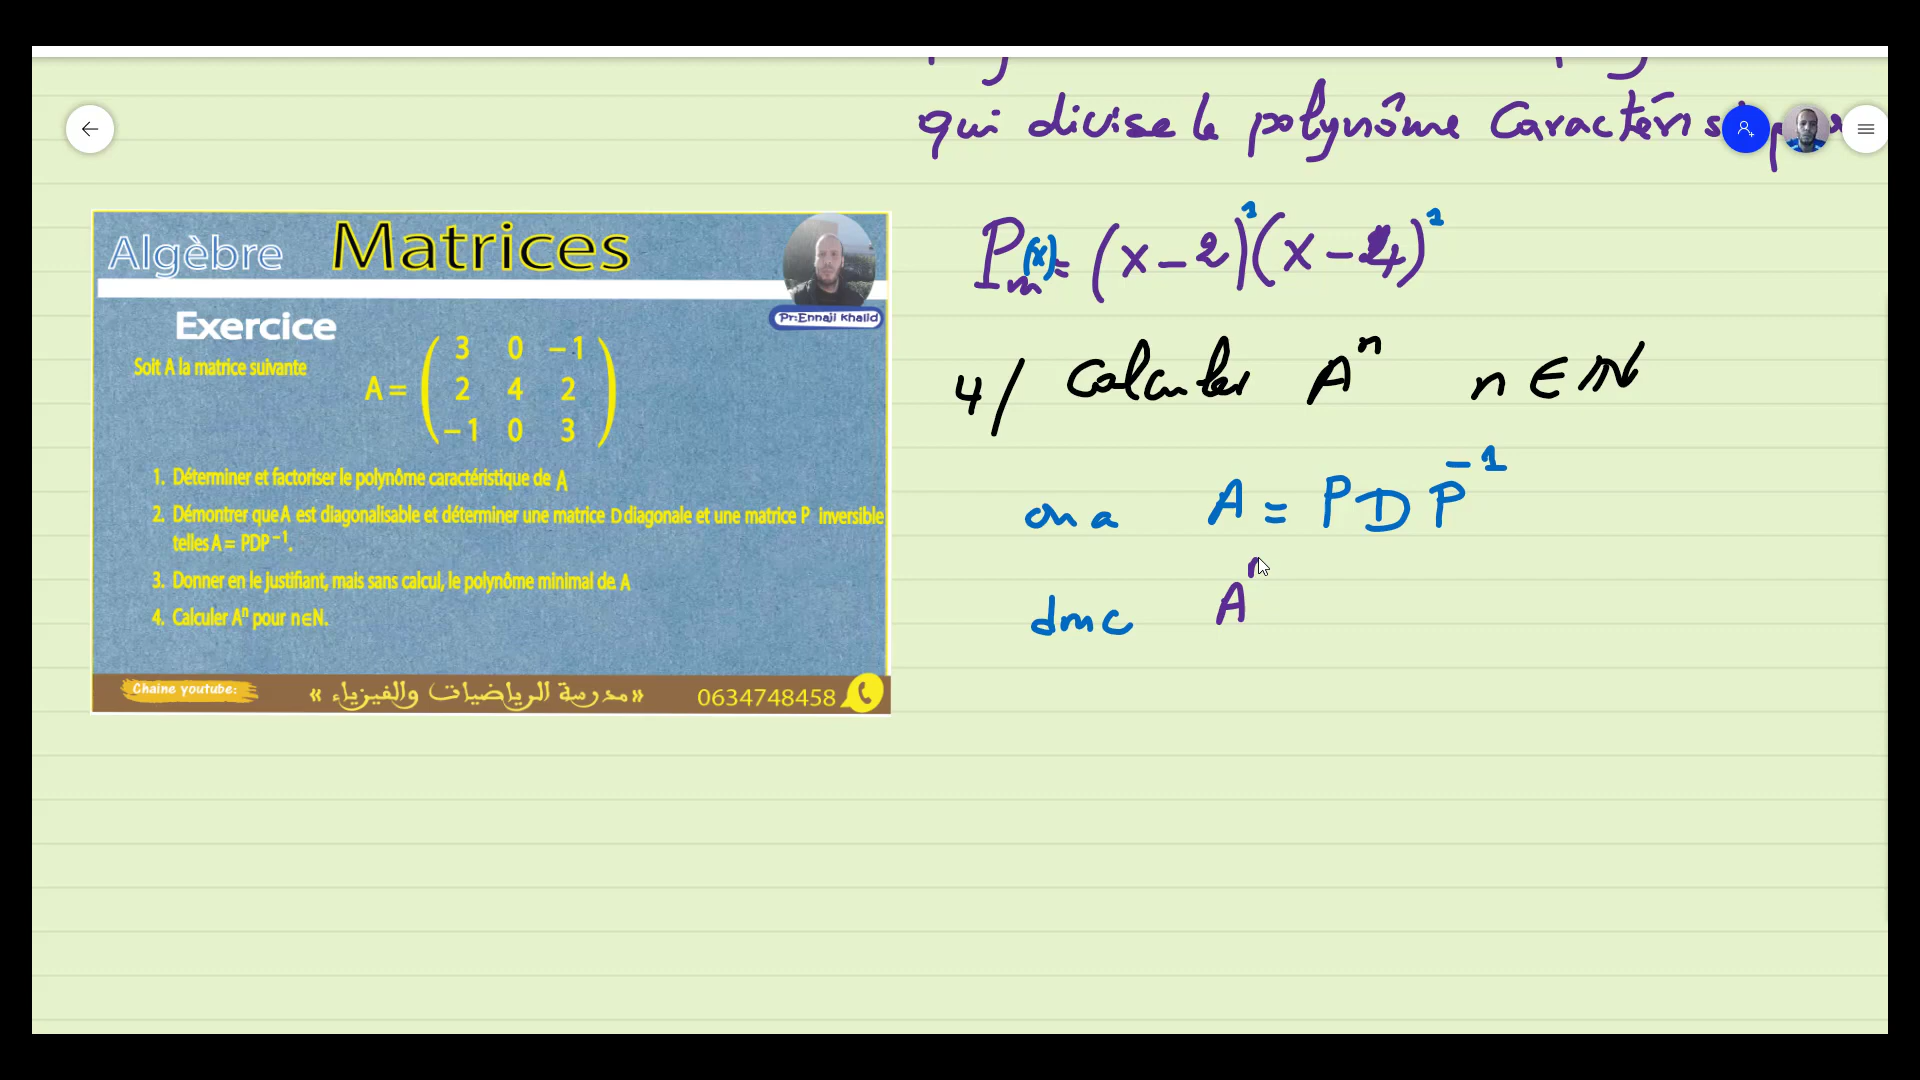 qui divise le polynôme
Algèbre Matrices
Pr:Ennaji khalid
Exercice
Soit A la matrice suivante
A = ( 3 0 −1
2 4 2
−1 0 3 )
1. Déterminer et factoriser le polynôme caractéristique de A
2. Démontrer que A est diagonalisable et déterminer une matrice D diagonale et une matrice P inversible
telles A = PDP⁻¹.
3. Donner en le justifiant, mais sans calcul, le polynôme minimal de A
4. Calculer Aⁿ pour n∈N.
Chaine youtube: «مدرسة الرياضيات والفيزياء» 0634748458
Pm(x) = (x-2)¹(x-4)¹
4/ Calculer Aⁿ n ∈ ℕ
on a A = PDP⁻¹
donc Aⁿ